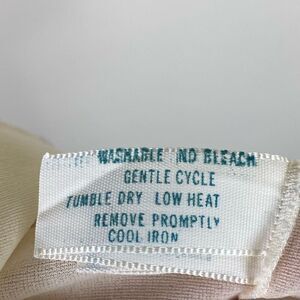 WASHABLE NO BLEACH
GENTLE CYCLE
TUMBLE DRY LOW HEAT
REMOVE PROMPTLY
COOL IRON